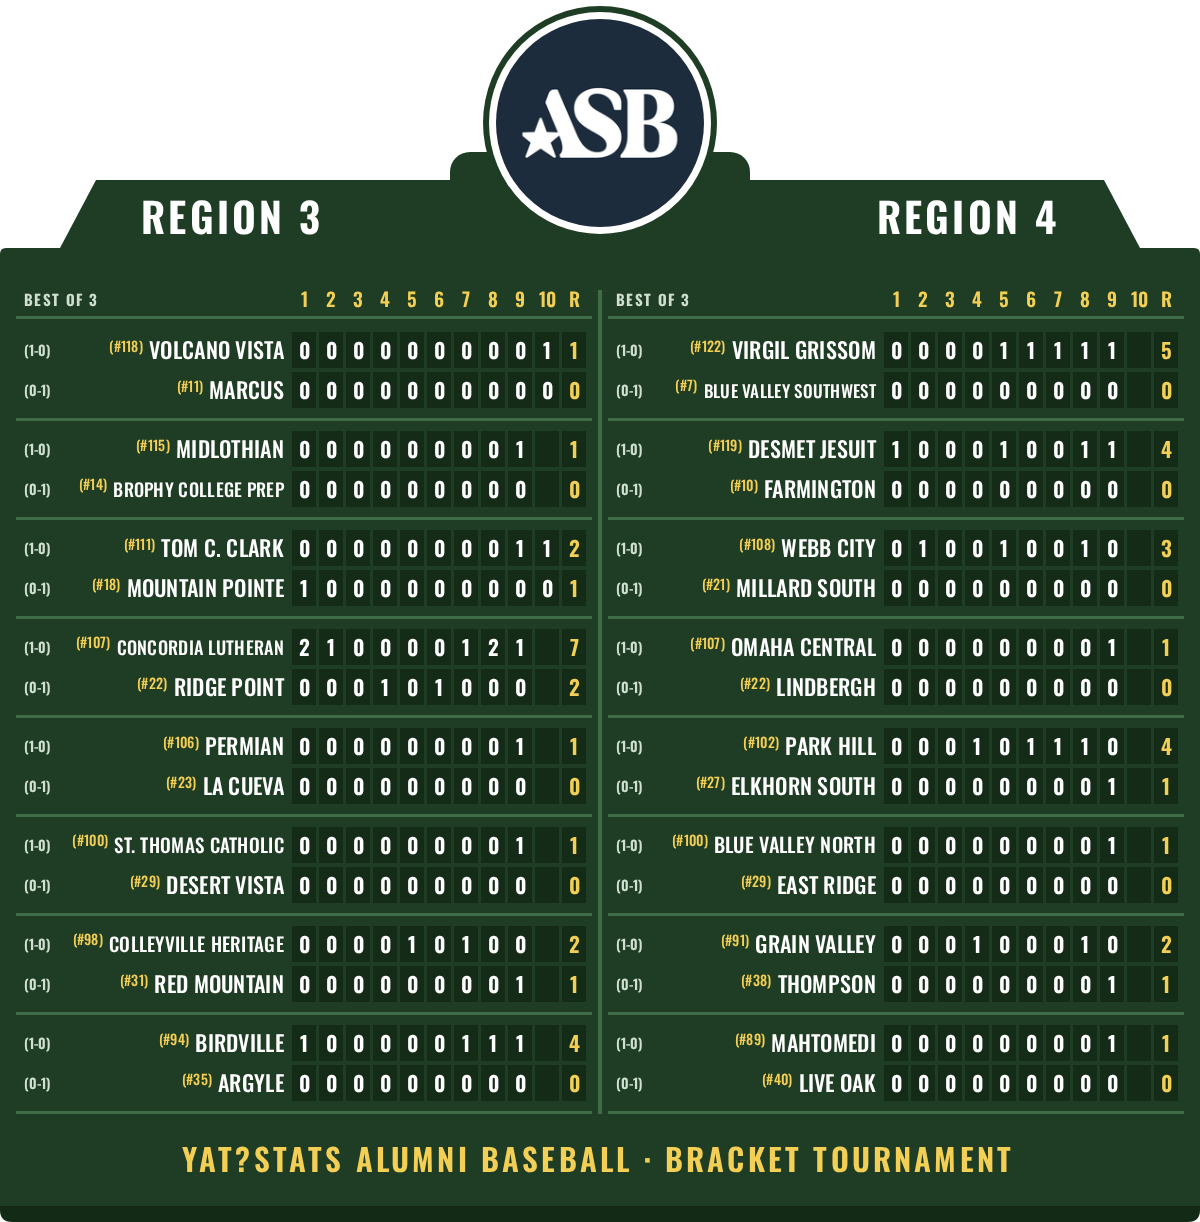 ASB
REGION 3
REGION 4
BEST OF 3 1 2 3 4 5 6 7 8 9 10 R
(1-0) (#118) VOLCANO VISTA 0 0 0 0 0 0 0 0 0 1 1
(0-1) (#11) MARCUS 0 0 0 0 0 0 0 0 0 0 0
(1-0) (#115) MIDLOTHIAN 0 0 0 0 0 0 0 0 1 1
(0-1) (#14) BROPHY COLLEGE PREP 0 0 0 0 0 0 0 0 0 0
(1-0) (#111) TOM C. CLARK 0 0 0 0 0 0 0 0 1 1 2
(0-1) (#18) MOUNTAIN POINTE 1 0 0 0 0 0 0 0 0 0 1
(1-0) (#107) CONCORDIA LUTHERAN 2 1 0 0 0 0 1 2 1 7
(0-1) (#22) RIDGE POINT 0 0 0 1 0 1 0 0 0 2
(1-0) (#106) PERMIAN 0 0 0 0 0 0 0 0 1 1
(0-1) (#23) LA CUEVA 0 0 0 0 0 0 0 0 0 0
(1-0) (#100) ST. THOMAS CATHOLIC 0 0 0 0 0 0 0 0 1 1
(0-1) (#29) DESERT VISTA 0 0 0 0 0 0 0 0 0 0
(1-0) (#98) COLLEYVILLE HERITAGE 0 0 0 0 1 0 1 0 0 2
(0-1) (#31) RED MOUNTAIN 0 0 0 0 0 0 0 0 1 1
(1-0) (#94) BIRDVILLE 1 0 0 0 0 0 1 1 1 4
(0-1) (#35) ARGYLE 0 0 0 0 0 0 0 0 0 0
BEST OF 3 1 2 3 4 5 6 7 8 9 10 R
(1-0) (#122) VIRGIL GRISSOM 0 0 0 0 1 1 1 1 1 5
(0-1) (#7) BLUE VALLEY SOUTHWEST 0 0 0 0 0 0 0 0 0 0
(1-0) (#119) DESMET JESUIT 1 0 0 0 1 0 0 1 1 4
(0-1) (#10) FARMINGTON 0 0 0 0 0 0 0 0 0 0
(1-0) (#108) WEBB CITY 0 1 0 0 1 0 0 1 0 3
(0-1) (#21) MILLARD SOUTH 0 0 0 0 0 0 0 0 0 0
(1-0) (#107) OMAHA CENTRAL 0 0 0 0 0 0 0 0 1 1
(0-1) (#22) LINDBERGH 0 0 0 0 0 0 0 0 0 0
(1-0) (#102) PARK HILL 0 0 0 1 0 1 1 1 0 4
(0-1) (#27) ELKHORN SOUTH 0 0 0 0 0 0 0 0 1 1
(1-0) (#100) BLUE VALLEY NORTH 0 0 0 0 0 0 0 0 1 1
(0-1) (#29) EAST RIDGE 0 0 0 0 0 0 0 0 0 0
(1-0) (#91) GRAIN VALLEY 0 0 0 1 0 0 0 1 0 2
(0-1) (#38) THOMPSON 0 0 0 0 0 0 0 0 1 1
(1-0) (#89) MAHTOMEDI 0 0 0 0 0 0 0 0 1 1
(0-1) (#40) LIVE OAK 0 0 0 0 0 0 0 0 0 0
YAT?STATS ALUMNI BASEBALL · BRACKET TOURNAMENT